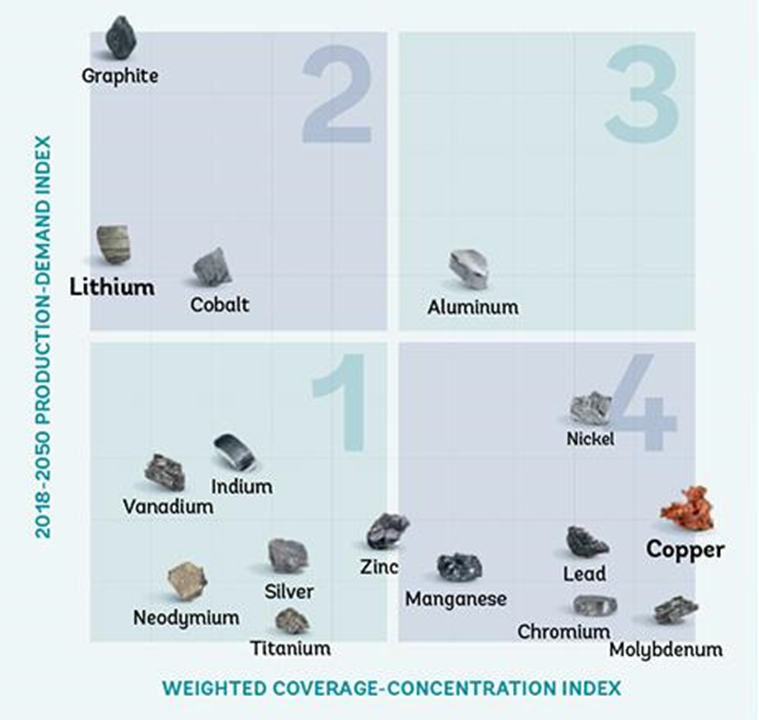 2018-2050 PRODUCTION-DEMAND INDEX
2
3
Graphite
Lithium
Cobalt
Aluminum
1
4
Nickel
Indium
Vanadium
Copper
Zinc
Lead
Silver
Manganese
Neodymium
Chromium
Titanium
Molybdenum
WEIGHTED COVERAGE-CONCENTRATION INDEX